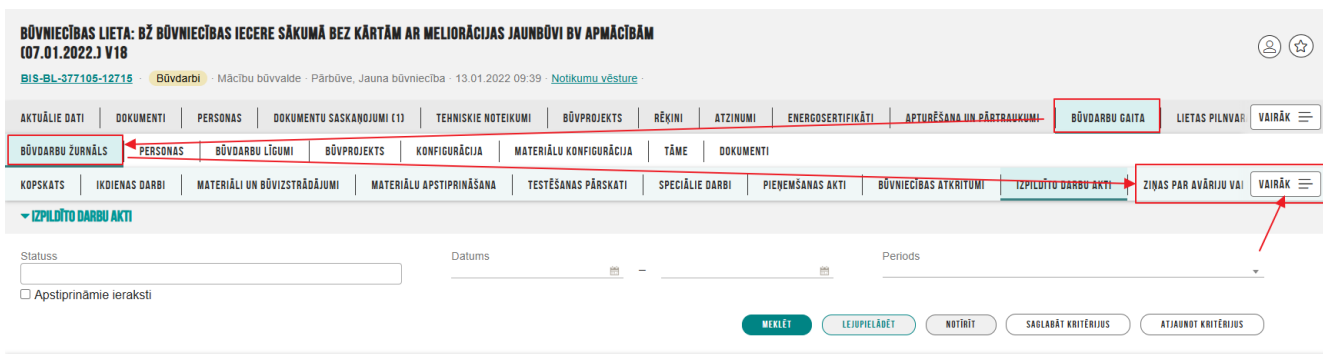 BŪVNIECĪBAS LIETA: BŽ BŪVNIECĪBAS IECERE SĀKUMĀ BEZ KĀRTĀM AR MELIORĀCIJAS JAUNBŪVI BV APMĀCĪBĀM
(07.01.2022.) V18
BIS-BL-377105-12715 · Būvdarbi · Mācību būvvalde · Pārbūve, Jauna būvniecība · 13.01.2022 09:39 · Notikumu vēsture ·
AKTUĀLIE DATI DOKUMENTI PERSONAS DOKUMENTU SASKAŅOJUMI (1) TEHNISKIE NOTEIKUMI BŪVPROJEKTS RĒĶINI ATZINUMI ENERGOSERTIFIKĀTI APTURĒŠANA UN PĀRTRAUKUMI BŪVDARBU GAITA LIETAS PILNVAR VAIRĀK
BŪVDARBU ŽURNĀLS PERSONAS BŪVDARBU LĪGUMI BŪVPROJEKTS KONFIGURĀCIJA MATERIĀLU KONFIGURĀCIJA TĀME DOKUMENTI
KOPSKATS IKDIENAS DARBI MATERIĀLI UN BŪVIZSTRĀDĀJUMI MATERIĀLU APSTIPRINĀŠANA TESTĒŠANAS PĀRSKATI SPECIĀLIE DARBI PIEŅEMŠANAS AKTI BŪVNIECĪBAS ATKRITUMI IZPILDĪTO DARBU AKTI ZIŅAS PAR AVĀRIJU VAI VAIRĀK
IZPILDĪTO DARBU AKTI
Statuss Datums Periods
–
Apstiprināmie ieraksti
MEKLĒT LEJUPIELĀDĒT NOTĪRĪT SAGLABĀT KRITĒRIJUS ATJAUNOT KRITĒRIJUS